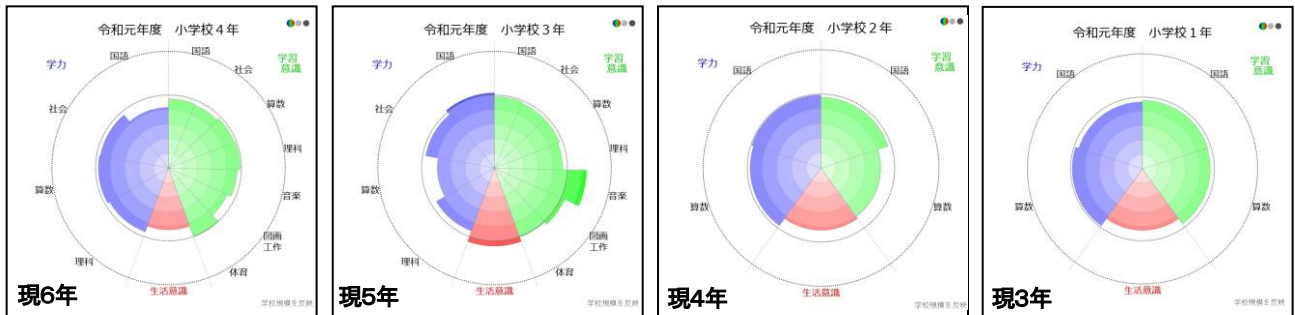 令和元年度 小学校4年
学力
学習
意識
国語
国語
社会
社会
算数
算数
理科
理科
音楽
図画
工作
体育
生活意識
現6年
学校規模を反映
令和元年度 小学校3年
学力
学習
意識
国語
国語
社会
社会
算数
算数
理科
理科
音楽
図画
工作
体育
生活意識
現5年
学校規模を反映
令和元年度 小学校2年
学力
学習
意識
国語
国語
算数
算数
生活意識
現4年
学校規模を反映
令和元年度 小学校1年
学力
学習
意識
国語
国語
算数
算数
生活意識
現3年
学校規模を反映